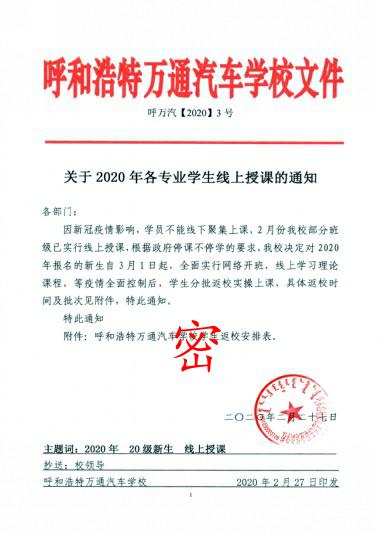 呼和浩特万通汽车学校文件
呼万汽【2020】3 号
关于 2020 年各专业学生线上授课的通知
各部门：
因新冠疫情影响，学员不能线下聚集上课，2 月份我校部分班
级已实行线上授课，根据政府停课不停学的要求，我校决定对 2020
年报名的新生自 3 月 1 日起，全面实行网络开班，线上学习理论
课程，等疫情全面控制后，学生分批返校实操上课，具体返校时
间及批次见附件，特此通知。
特此通知
附件：呼和浩特万通汽车学校学生返校安排表。
密
二〇二〇年二月二十七日
主题词：2020 年 20 级新生 线上授课
抄送：校领导
呼和浩特万通汽车学校 2020 年 2 月 27 日印发
1